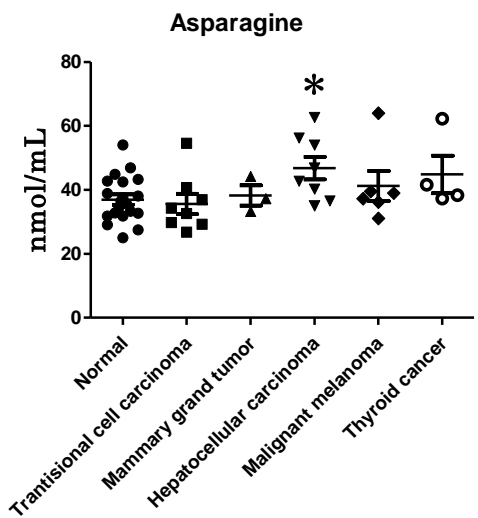 Asparagine
nmol/mL
80
60
40
20
0
*
Normal
Trantisional cell carcinoma
Mammary grand tumor
Hepatocellular carcinoma
Malignant melanoma
Thyroid cancer